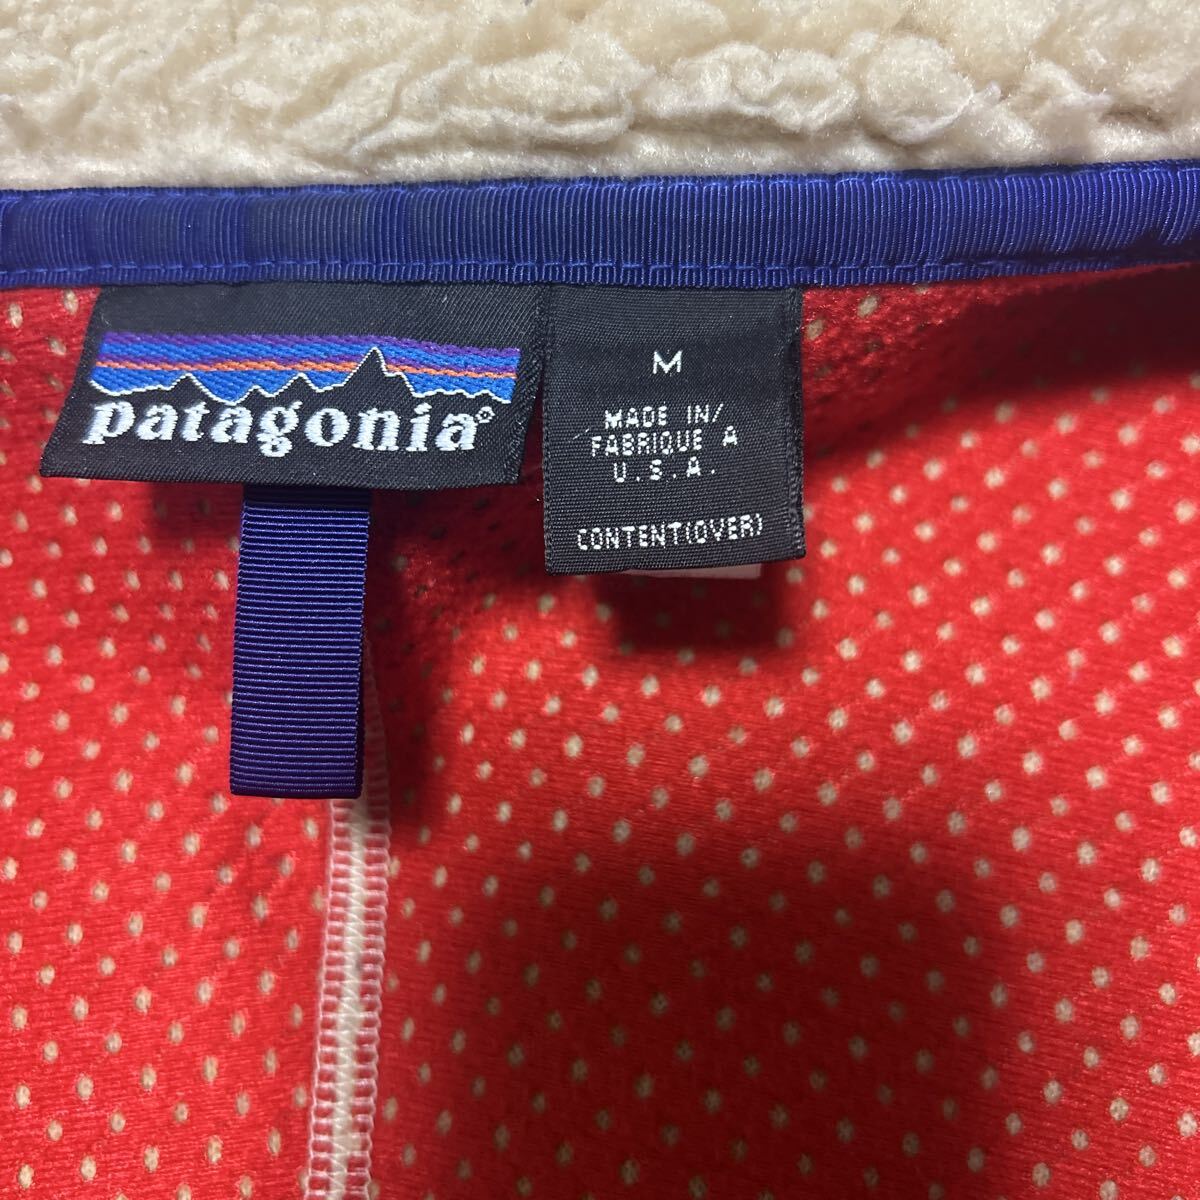 patagonia®
M
MADE IN/
FABRIQUE A
U.S.A.
CONTENT(OVER)